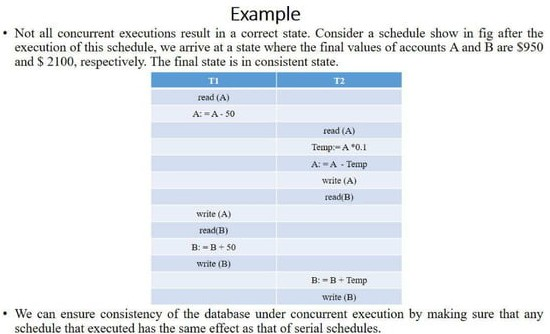 Example
• Not all concurrent executions result in a correct state. Consider a schedule show in fig after the
execution of this schedule, we arrive at a state where the final values of accounts A and B are $950
and $ 2100, respectively. The final state is in consistent state.
T1 T2
read (A)
A: =A - 50
read (A)
Temp:=A *0.1
A: =A - Temp
write (A)
read(B)
write (A)
read(B)
B: =B + 50
write (B)
B: =B + Temp
write (B)
• We can ensure consistency of the database under concurrent execution by making sure that any
schedule that executed has the same effect as that of serial schedules.